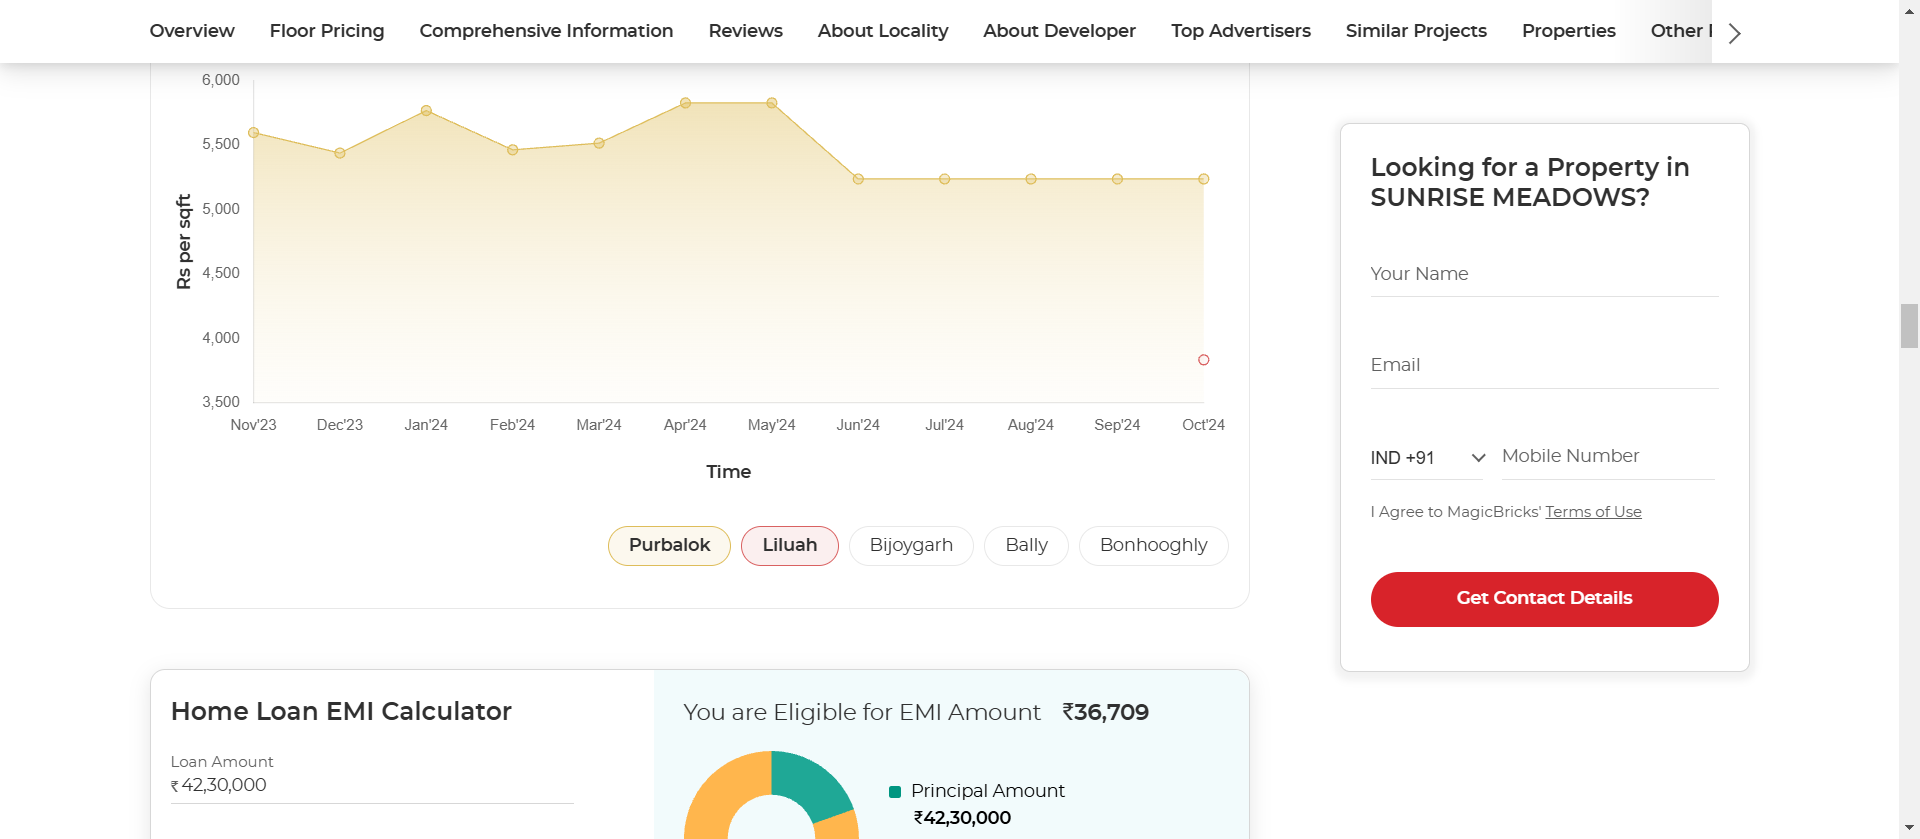 Overview Floor Pricing Comprehensive Information Reviews About Locality About Developer Top Advertisers Similar Projects Properties Other
6,000
5,500
5,000
4,500
4,000
3,500
Rs per sqft
Nov'23 Dec'23 Jan'24 Feb'24 Mar'24 Apr'24 May'24 Jun'24 Jul'24 Aug'24 Sep'24 Oct'24
Time
Purbalok Liluah Bijoygarh Bally Bonhooghly
Looking for a Property in
SUNRISE MEADOWS?
Your Name
Email
IND +91 Mobile Number
I Agree to MagicBricks' Terms of Use
Get Contact Details
Home Loan EMI Calculator
Loan Amount
₹ 42,30,000
You are Eligible for EMI Amount ₹36,709
Principal Amount
₹42,30,000